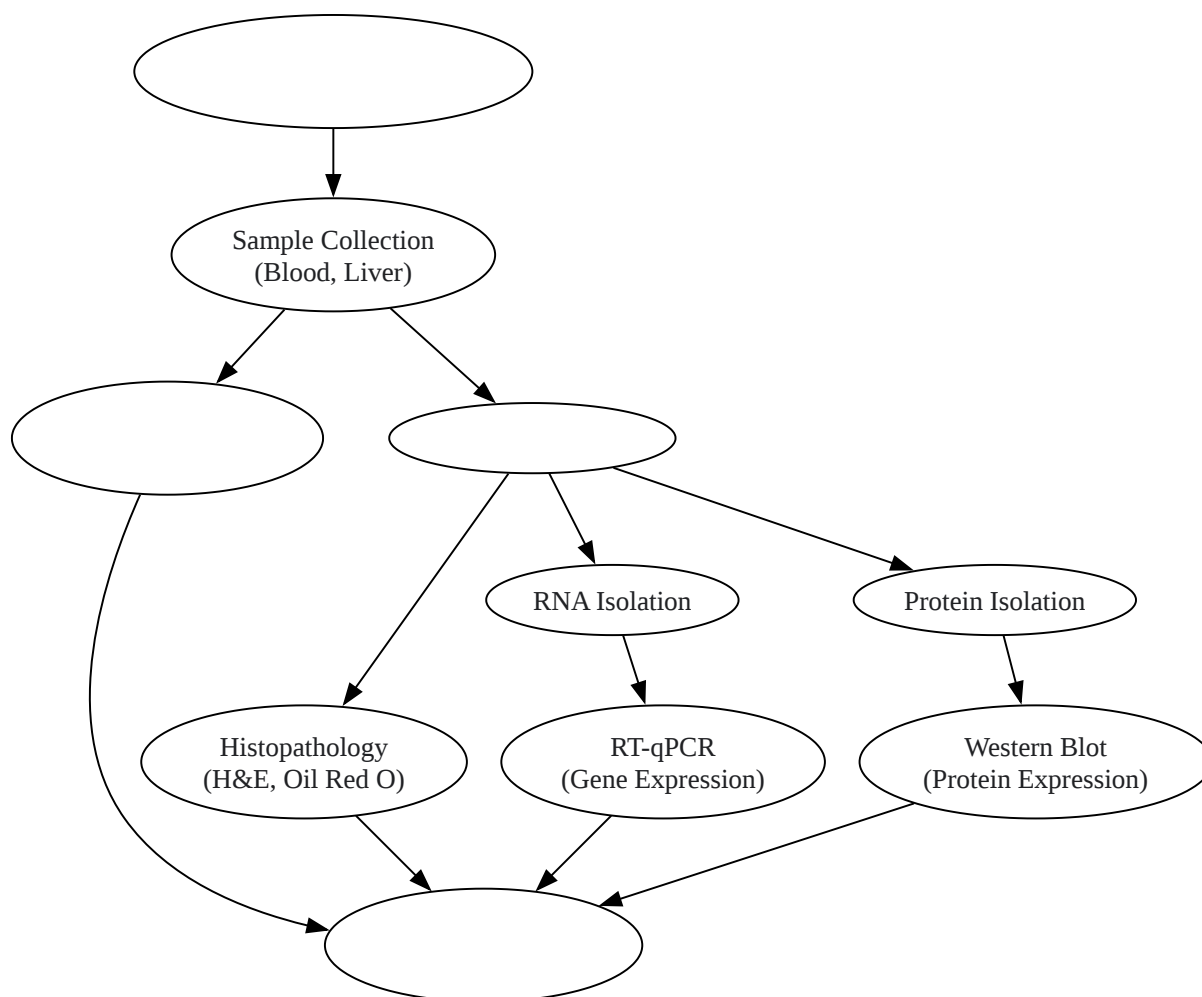 Sample Collection
(Blood, Liver)
RNA Isolation
Protein Isolation
Histopathology
(H&E, Oil Red O)
RT-qPCR
(Gene Expression)
Western Blot
(Protein Expression)